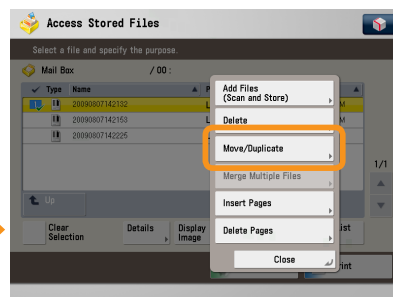 Access Stored Files
Select a file and specify the purpose.
Mail Box / 00 :
Type Name
20090807142132
20090807142153
20090807142225
Add Files
(Scan and Store)
Delete
Move/Duplicate
Merge Multiple Files
Insert Pages
Delete Pages
Close
1/1
Up
Clear
Selection
Details
Display
Image